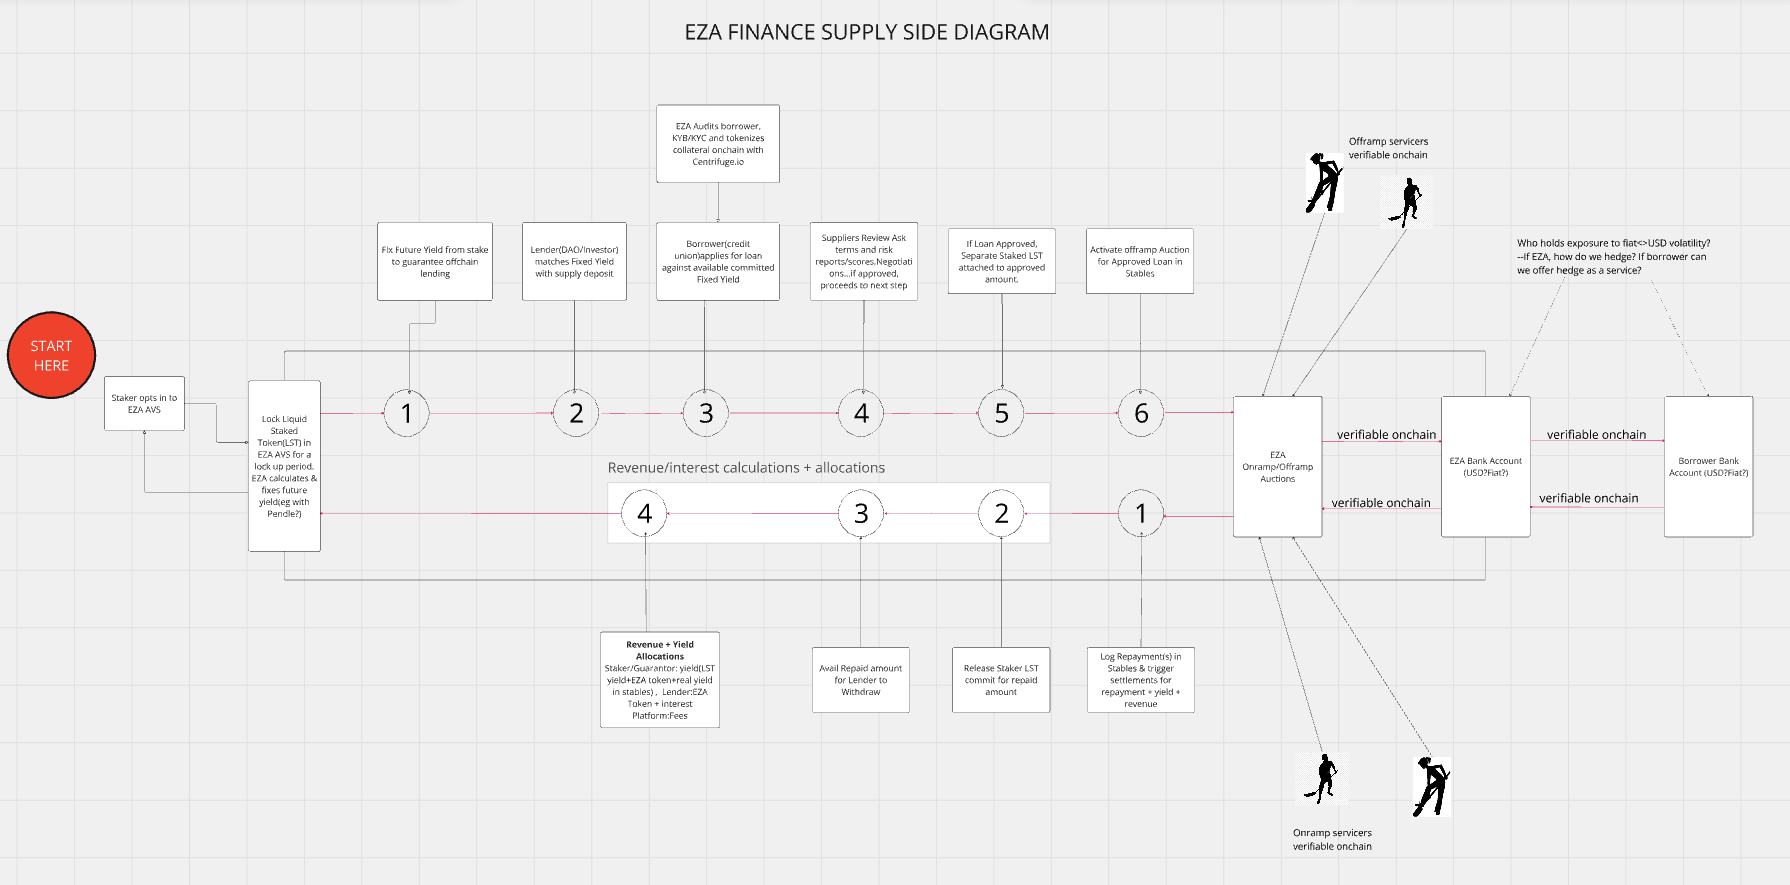 EZA FINANCE SUPPLY SIDE DIAGRAM
EZA Audits borrower,
KYB/KYC and tokenizes
collateral onchain with
Centrifuge.io
Offramp servicers
verifiable onchain
FIx Future Yield from stake
to guarantee offchain
lending
Lender(DAO/Investor)
matches Fixed Yield
with supply deposit
Borrower(credit
union)applies for loan
against available committed
Fixed Yield
Suppliers Review Ask
terms and risk
reports/scores,Negotiati
ons...if approved,
proceeds to next step
If Loan Approved,
Separate Staked LST
attached to approved
amount.
Activate offramp Auction
for Approved Loan in
Stables
Who holds exposure to fiat<>USD volatility?
--if EZA, how do we hedge? If borrower can
we offer hedge as a service?
START
HERE
Staker opts in to
EZA AVS
Lock Liquid
Staked
Token(LST) in
EZA AVS for a
lock up period.
EZA calculates &
fixes future
yield(eg with
Pendle?)
1
2
3
4
5
6
EZA
Onramp/Offramp
Auctions
verifiable onchain
verifiable onchain
EZA Bank Account
(USD?Fiat?)
verifiable onchain
verifiable onchain
Borrower Bank
Account (USD?Fiat?)
Revenue/interest calculations + allocations
4
3
2
1
Revenue + Yield
Allocations
Staker/Guarantor: yield(LST
yield+EZA token+real yield
in stables) , Lender:EZA
Token + interest
Platform:Fees
Avail Repaid amount
for Lender to
Withdraw
Release Staker LST
commit for repaid
amount
Log Repayment(s) in
Stables & trigger
settlements for
repayment + yield +
revenue
Onramp servicers
verifiable onchain